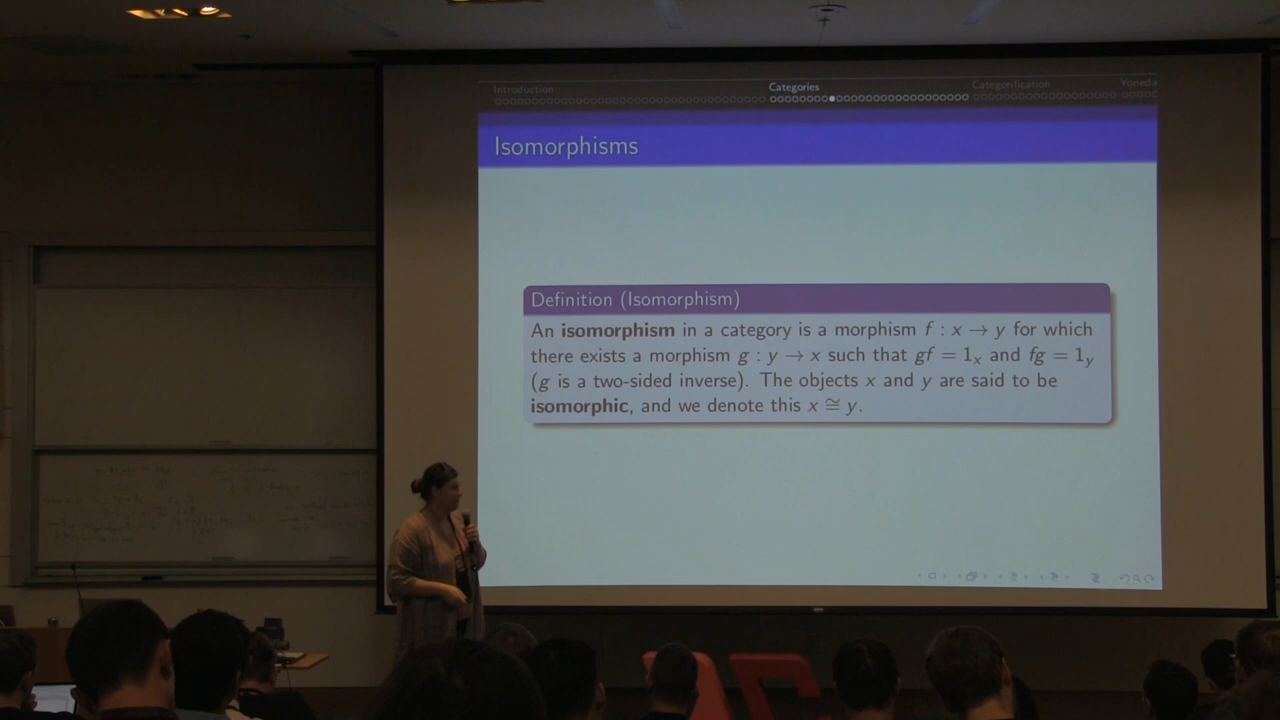 Introduction Categories Categorification Yoneda
Isomorphisms
Definition (Isomorphism)
An isomorphism in a category is a morphism f : x → y for which
there exists a morphism g : y → x such that gf = 1ₓ and fg = 1_y
(g is a two-sided inverse). The objects x and y are said to be
isomorphic, and we denote this x ≅ y.